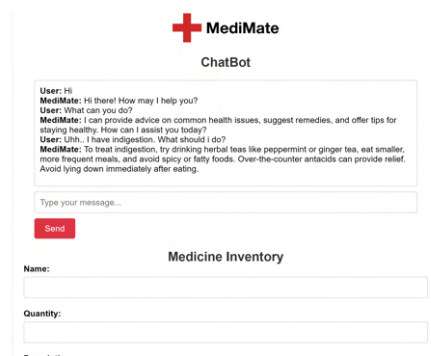 MediMate
ChatBot
User: Hi
MediMate: Hi there! How may I help you?
User: What can you do?
MediMate: I can provide advice on common health issues, suggest remedies, and offer tips for
staying healthy. How can I assist you today?
User: Uhh.. I have indigestion. What should i do?
MediMate: To treat indigestion, try drinking herbal teas like peppermint or ginger tea, eat smaller,
more frequent meals, and avoid spicy or fatty foods. Over-the-counter antacids can provide relief.
Avoid lying down immediately after eating.
Type your message...
Send
Medicine Inventory
Name:
Quantity: